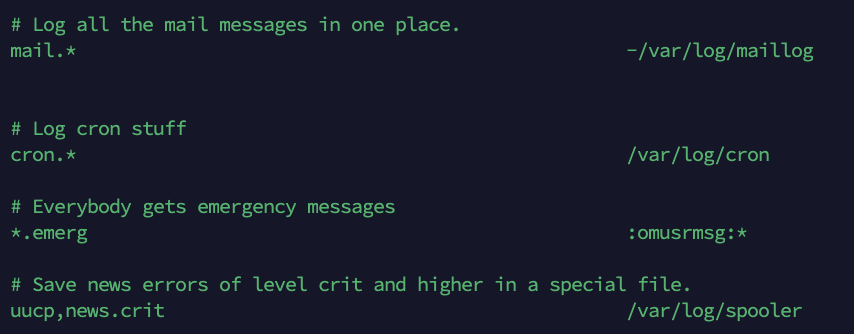 # Log all the mail messages in one place.
mail.* -/var/log/maillog
# Log cron stuff
cron.* /var/log/cron
# Everybody gets emergency messages
*.emerg :omusrmsg:*
# Save news errors of level crit and higher in a special file.
uucp,news.crit /var/log/spooler